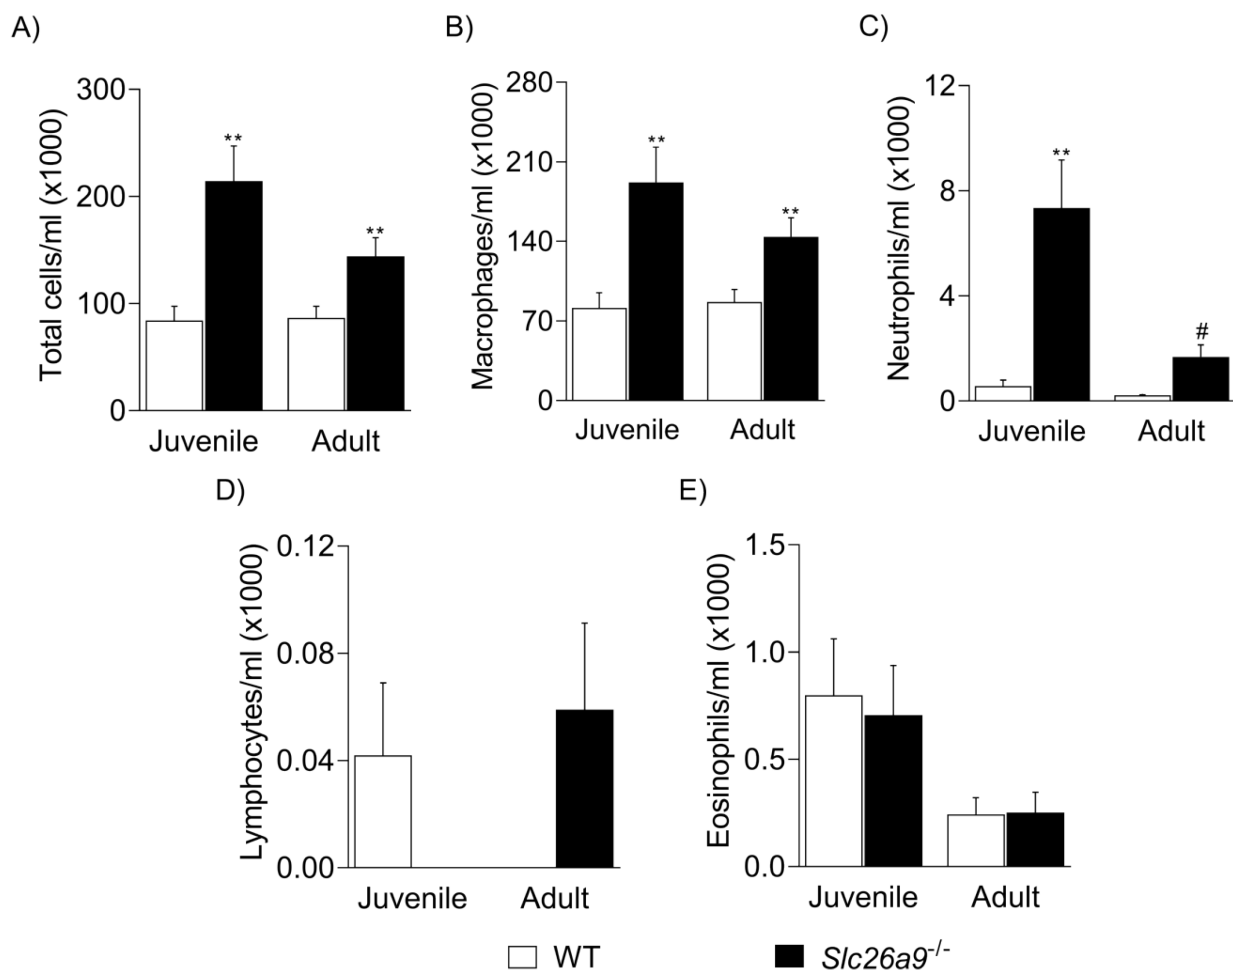 A)
Total cells/ml (x1000)
300
200
100
0
**
**
Juvenile
Adult
B)
Macrophages/ml (x1000)
280
210
140
70
0
**
**
Juvenile
Adult
C)
Neutrophils/ml (x1000)
12
8
4
0
**
#
Juvenile
Adult
D)
Lymphocytes/ml (x1000)
0.12
0.08
0.04
0.00
Juvenile
Adult
E)
Eosinophils/ml (x1000)
1.5
1.0
0.5
0.0
Juvenile
Adult
WT
Slc26a9-/-